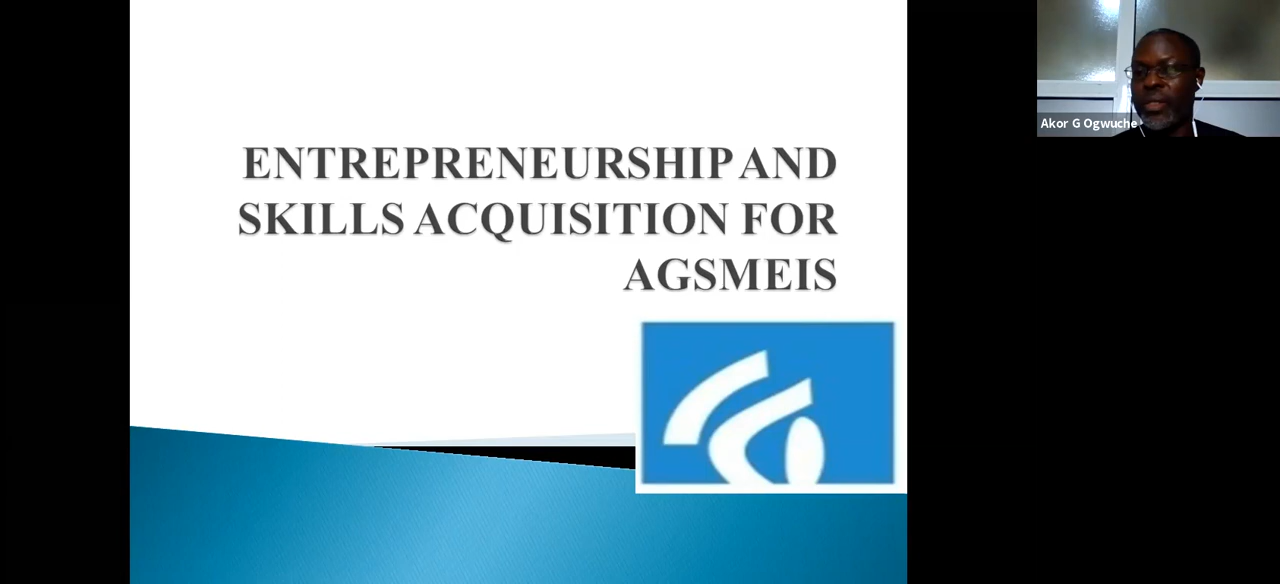 ENTREPRENEURSHIP AND
SKILLS ACQUISITION FOR
AGSMEIS
Akor G Ogwuche